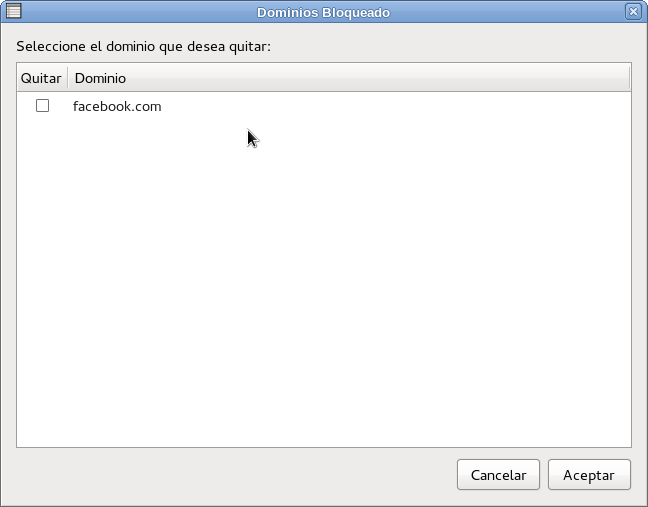 Dominios Bloqueado
Seleccione el dominio que desea quitar:
Quitar Dominio
facebook.com
Cancelar Aceptar